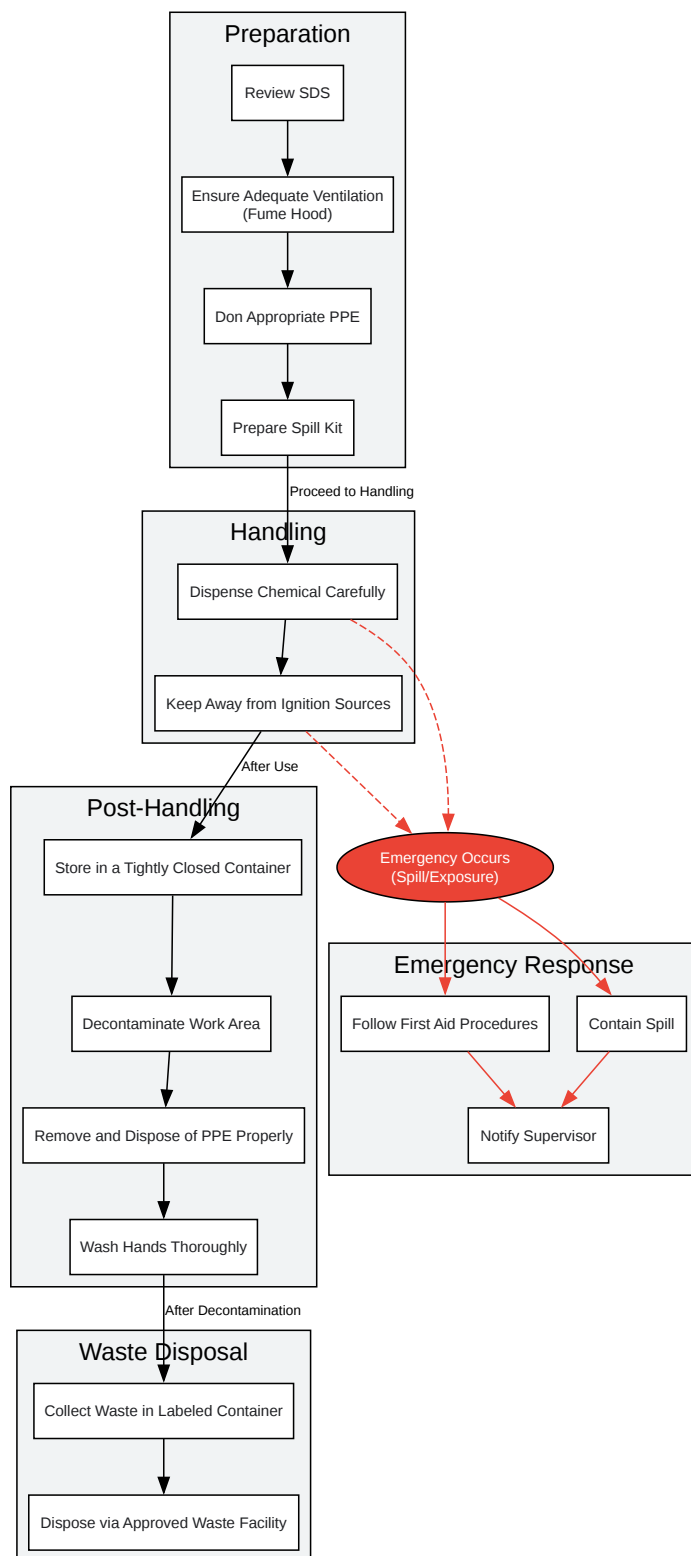 Preparation
Review SDS
Ensure Adequate Ventilation
(Fume Hood)
Don Appropriate PPE
Prepare Spill Kit
Proceed to Handling
Handling
Dispense Chemical Carefully
Keep Away from Ignition Sources
After Use
Post-Handling
Store in a Tightly Closed Container
Decontaminate Work Area
Remove and Dispose of PPE Properly
Wash Hands Thoroughly
Emergency Occurs
(Spill/Exposure)
Emergency Response
Follow First Aid Procedures
Contain Spill
Notify Supervisor
After Decontamination
Waste Disposal
Collect Waste in Labeled Container
Dispose via Approved Waste Facility